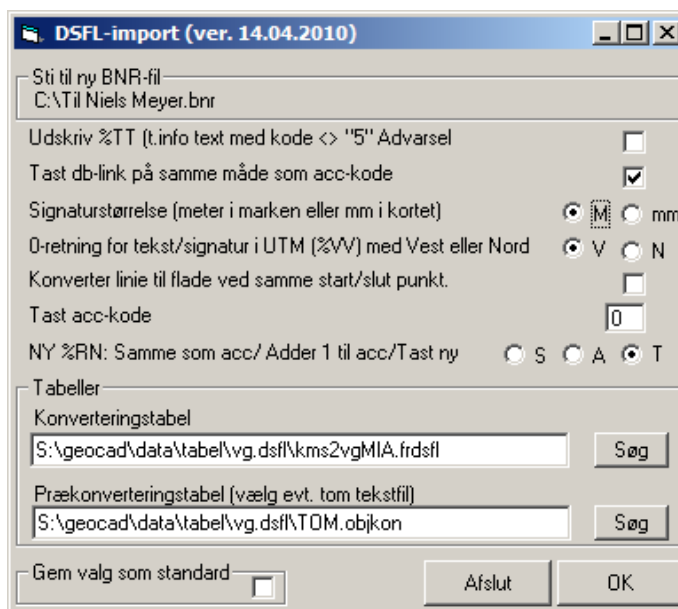 DSFL-import (ver. 14.04.2010)
Sti til ny BNR-fil
C:\Til Niels Meyer.bnr
Udskriv %TT (t.info text med kode <> "5" Advarsel
Tast db-link på samme måde som acc-kode
Signaturstørrelse (meter i marken eller mm i kortet) M mm
0-retning for tekst/signatur i UTM (%VV) med Vest eller Nord V N
Konverter linie til flade ved samme start/slut punkt.
Tast acc-kode 0
NY %RN: Samme som acc/ Adder 1 til acc/Tast ny S A T
Tabeller
Konverteringstabel
S:\geocad\data\tabel\vg.dsfl\kms2vgMIA.frdsfl Søg
Prækonverteringstabel (vælg evt. tom tekstfil)
S:\geocad\data\tabel\vg.dsfl\TOM.objkon Søg
Gem valg som standard Afslut OK